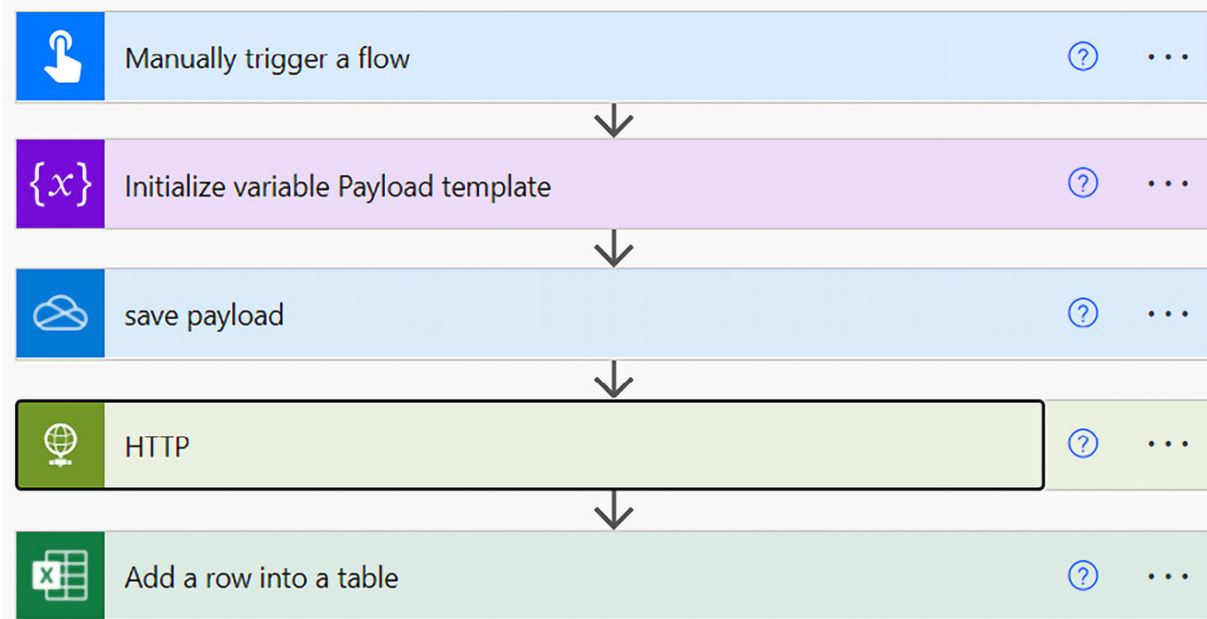 Manually trigger a flow
{x} Initialize variable Payload template
save payload
HTTP
X Add a row into a table